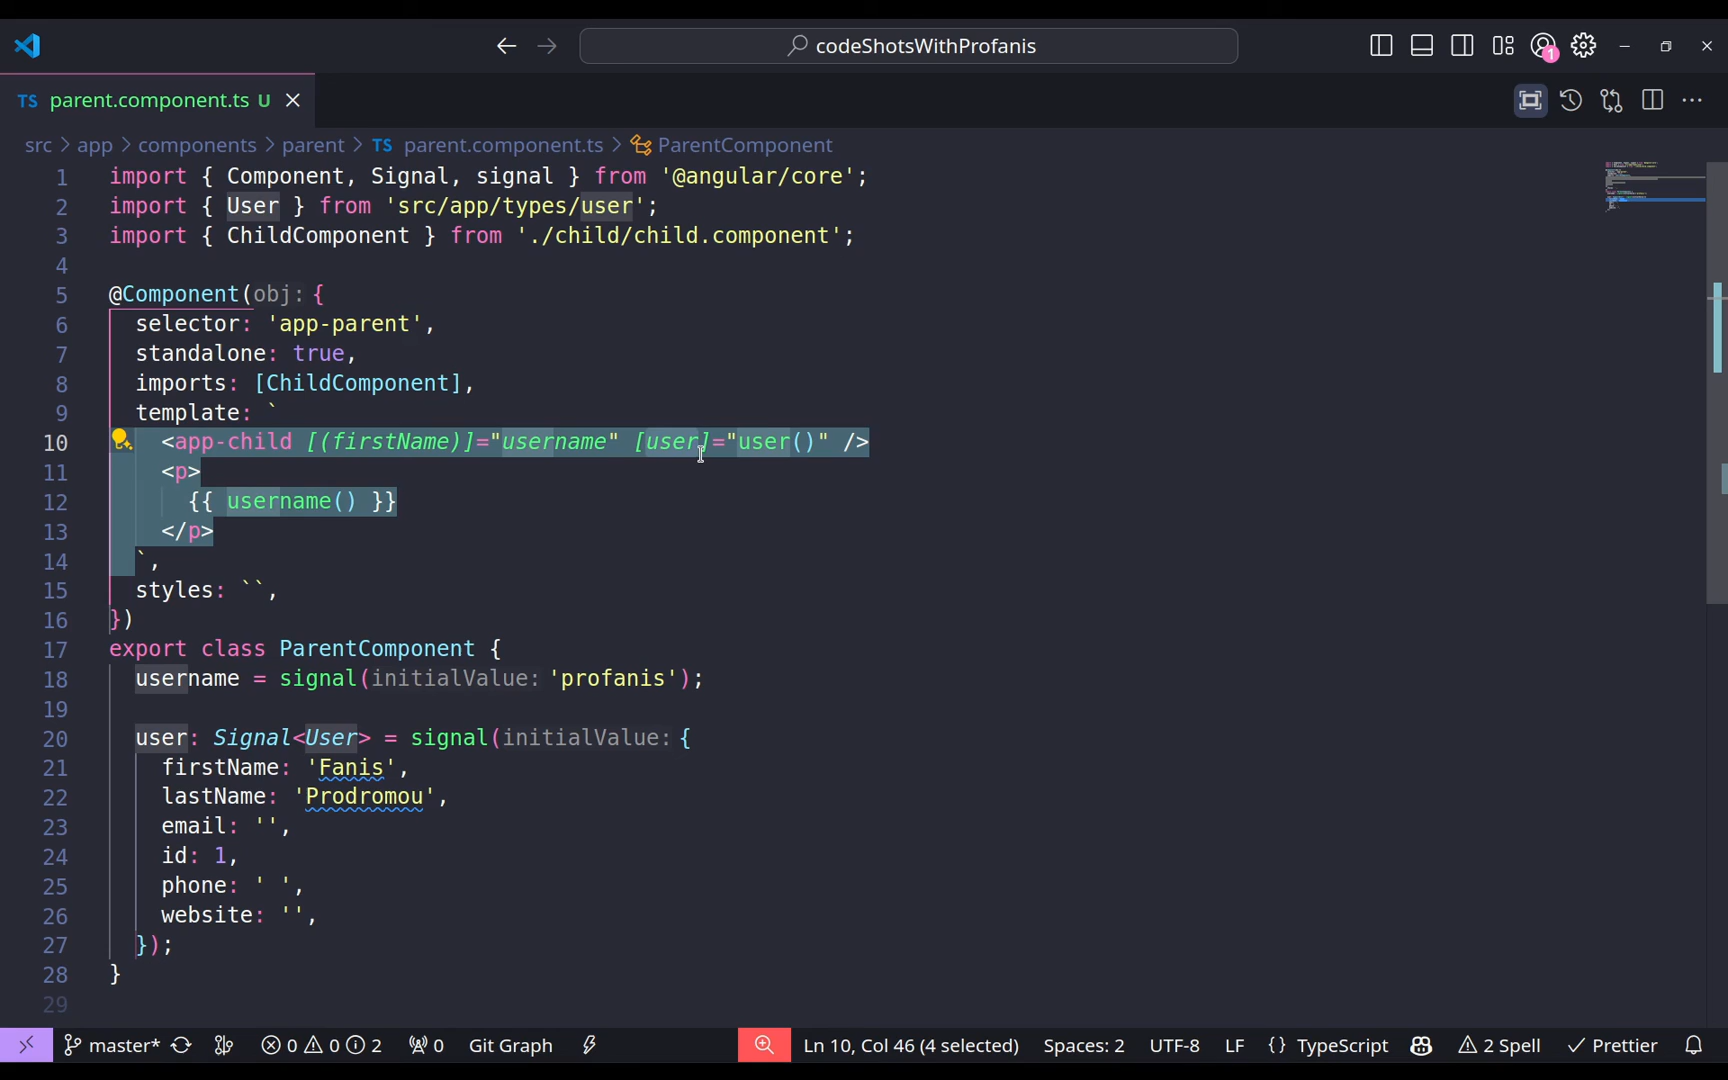 codeShotsWithProfanis
1
TS parent.component.ts U
src > app > components > parent > TS parent.component.ts > ParentComponent
1 import { Component, Signal, signal } from '@angular/core';
2 import { User } from 'src/app/types/user';
3 import { ChildComponent } from './child/child.component';
4
5 @Component(obj: {
6 selector: 'app-parent',
7 standalone: true,
8 imports: [ChildComponent],
9 template: `
10 <app-child [(firstName)]="username" [user]="user()" />
11 <p>
12 {{ username() }}
13 </p>
14 `,
15 styles: ``,
16 })
17 export class ParentComponent {
18 username = signal(initialValue: 'profanis');
19
20 user: Signal<User> = signal(initialValue: {
21 firstName: 'Fanis',
22 lastName: 'Prodromou',
23 email: '',
24 id: 1,
25 phone: ' ',
26 website: '',
27 });
28 }
29
master* 0 0 2 0 Git Graph Ln 10, Col 46 (4 selected) Spaces: 2 UTF-8 LF {} TypeScript 2 Spell Prettier